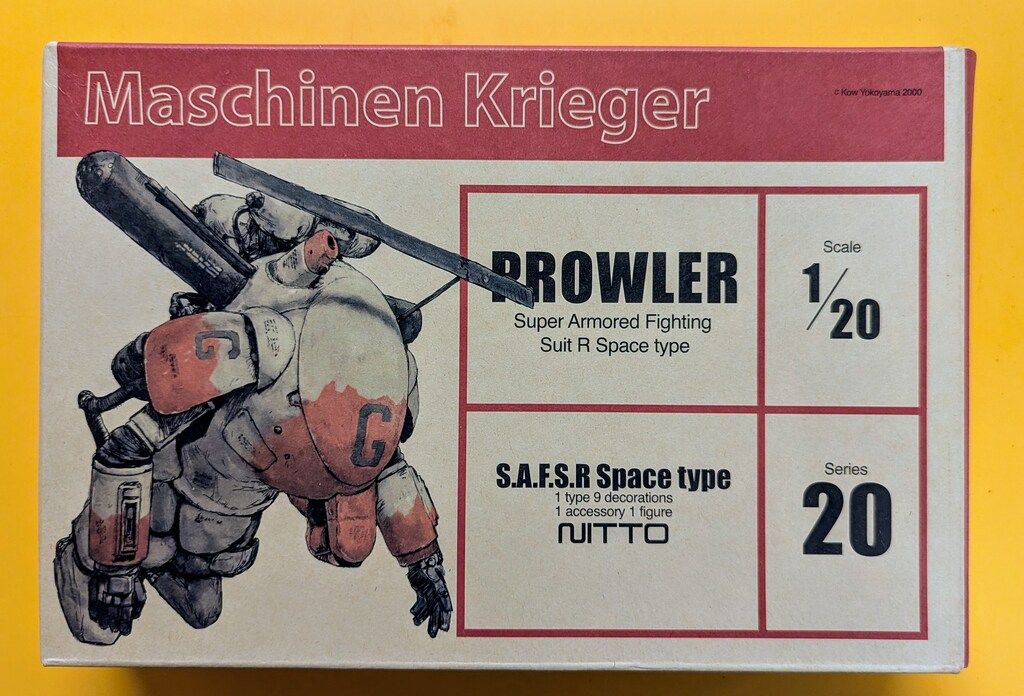 Maschinen Krieger
© Kow Yokoyama 2000
PROWLER
Super Armored Fighting
Suit R Space type
Scale
1/20
S.A.F.S.R Space type
1 type 9 decorations
1 accessory 1 figure
NITTO
Series
20
G
G